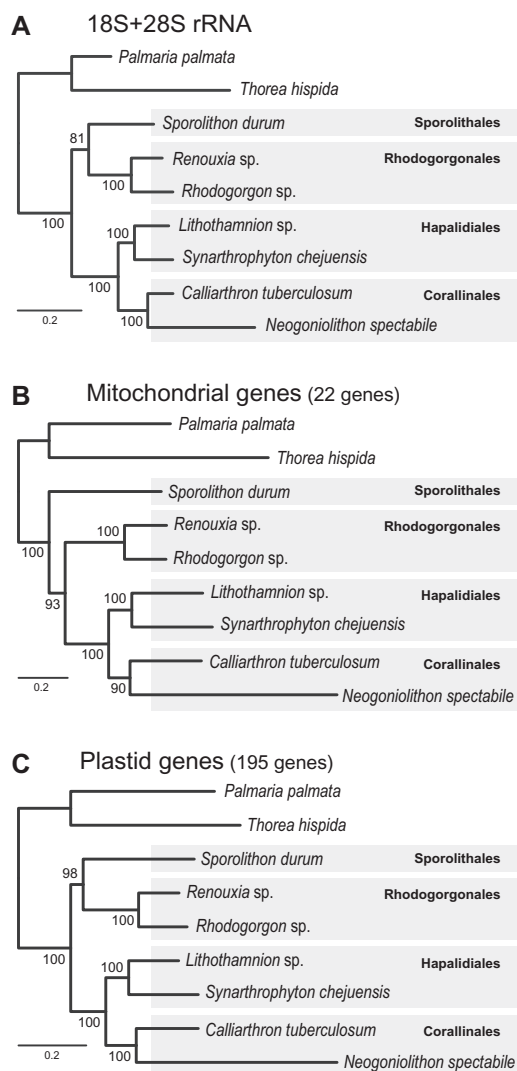 A 18S+28S rRNA
Palmaria palmata
Thorea hispida
Sporolithon durum Sporolithales
81
Renouxia sp. Rhodogorgonales
100
Rhodogorgon sp.
100
Lithothamnion sp. Hapalidiales
100
Synarthrophyton chejuensis
100
Calliarthron tuberculosum Corallinales
0.2
100
Neogoniolithon spectabile
B Mitochondrial genes (22 genes)
Palmaria palmata
Thorea hispida
Sporolithon durum Sporolithales
100
Renouxia sp. Rhodogorgonales
100
Rhodogorgon sp.
93
Lithothamnion sp. Hapalidiales
100
Synarthrophyton chejuensis
100
Calliarthron tuberculosum Corallinales
0.2
90
Neogoniolithon spectabile
C Plastid genes (195 genes)
Palmaria palmata
Thorea hispida
Sporolithon durum Sporolithales
98
Renouxia sp. Rhodogorgonales
100
Rhodogorgon sp.
100
Lithothamnion sp. Hapalidiales
100
Synarthrophyton chejuensis
100
Calliarthron tuberculosum Corallinales
0.2
100
Neogoniolithon spectabile